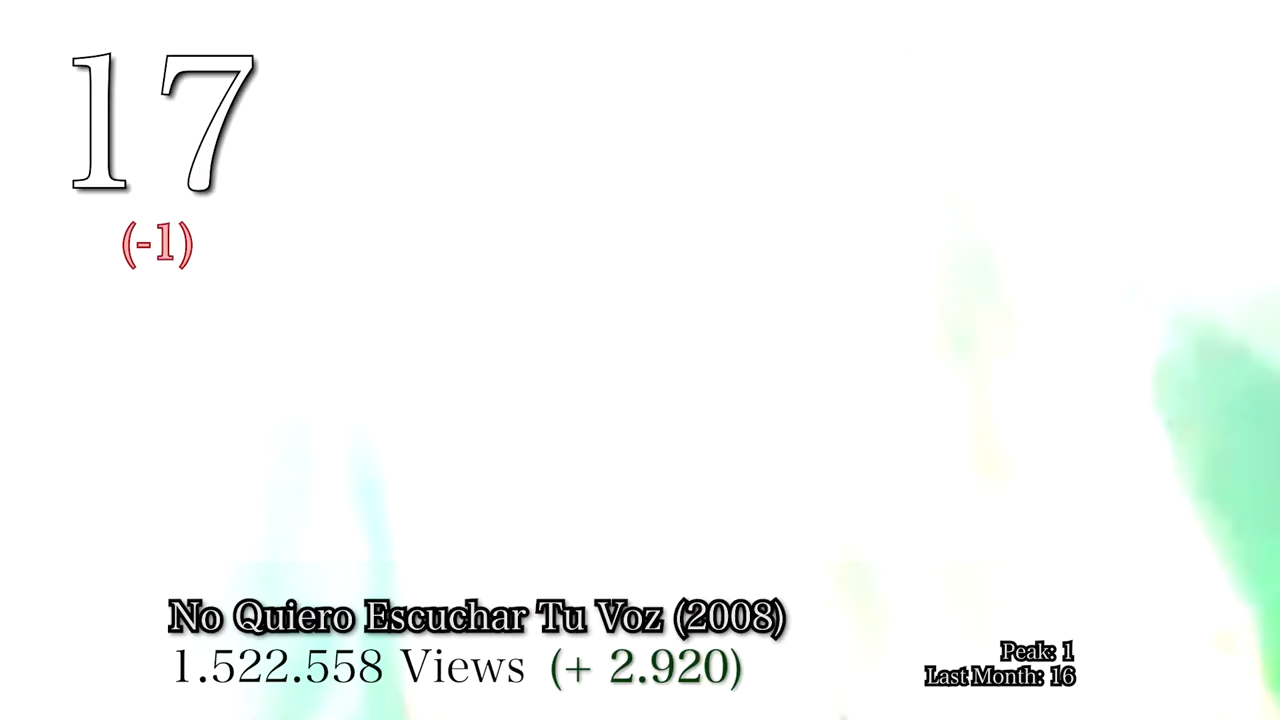 17
(-1)
No Quiero Escuchar Tu Voz (2008)
1.522.558 Views (+ 2.920)
Peak: 1
Last Month: 16